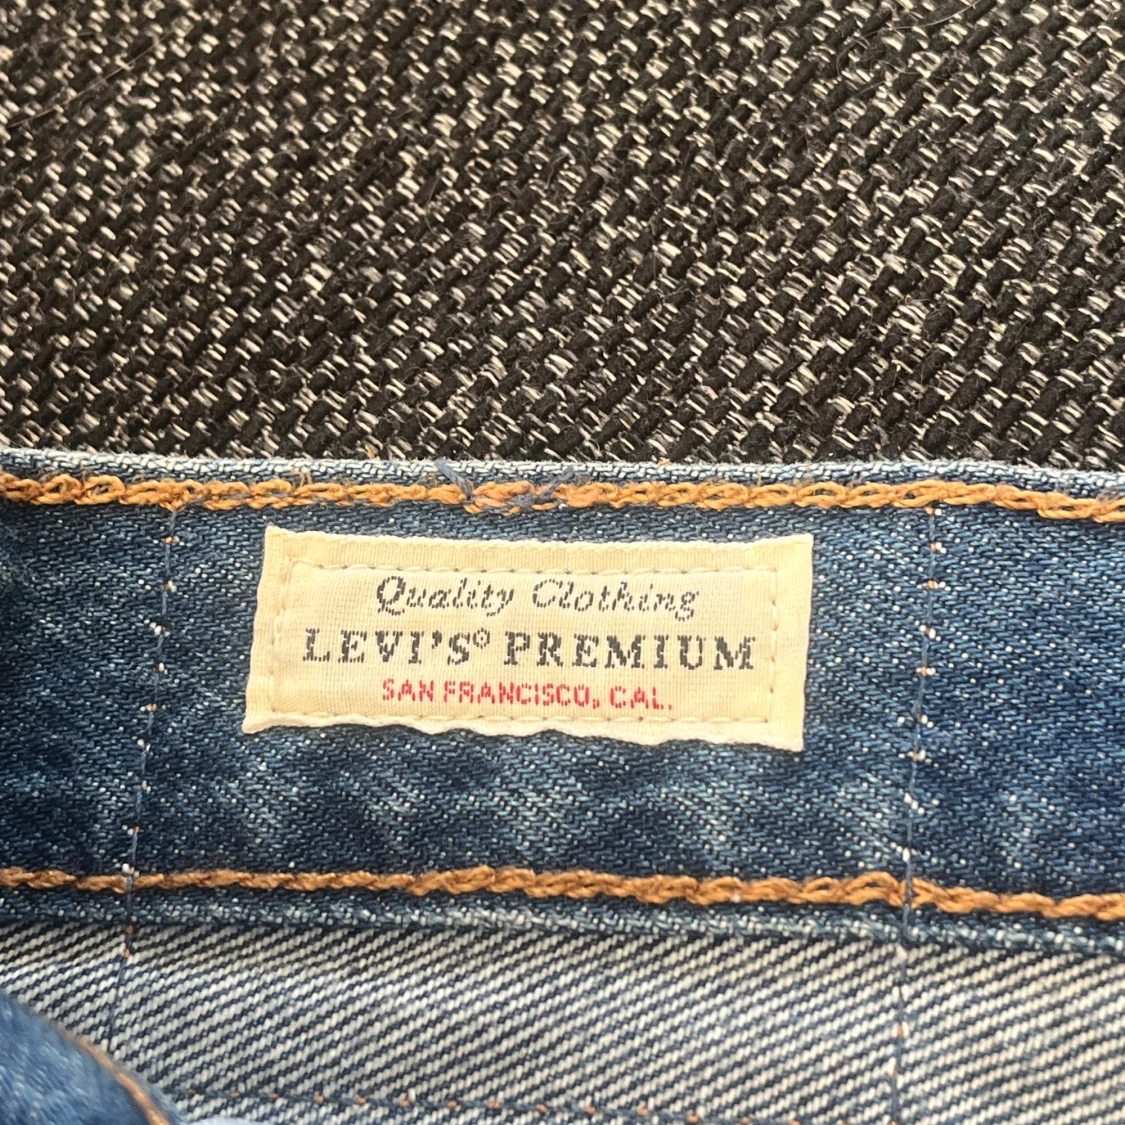 Quality Clothing
LEVI'S® PREMIUM
SAN FRANCISCO, CAL.